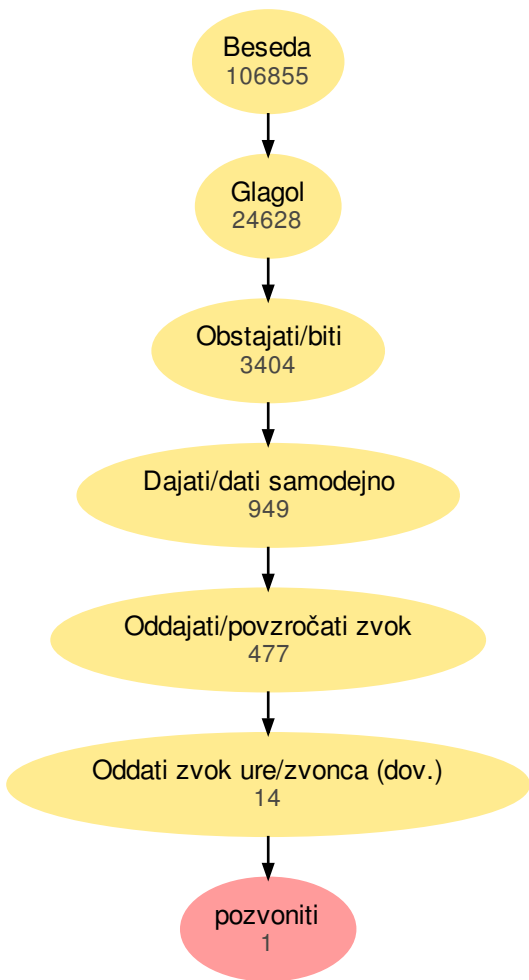 Beseda
106855
Glagol
24628
Obstajati/biti
3404
Dajati/dati samodejno
949
Oddajati/povzročati zvok
477
Oddati zvok ure/zvonca (dov.)
14
pozvoniti
1